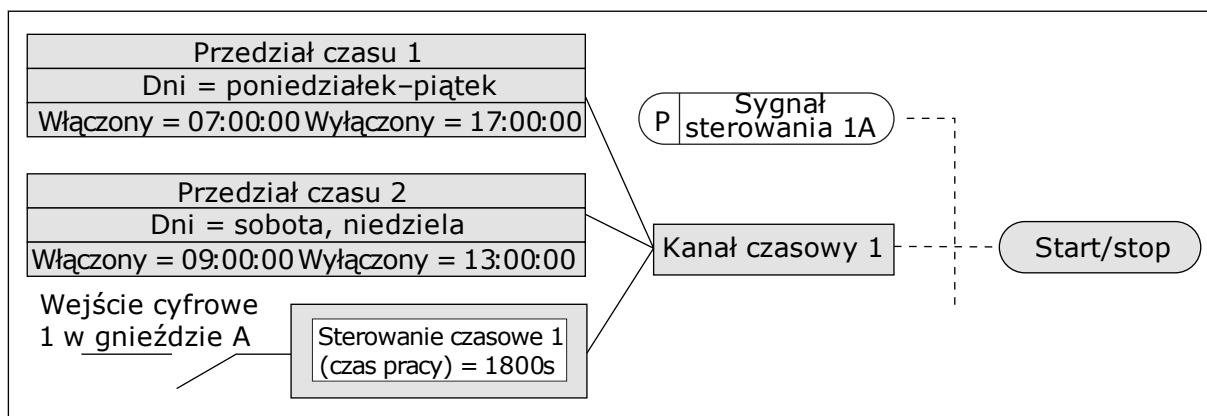 Przedział czasu 1
Dni = poniedziałek–piątek
Włączony = 07:00:00 Wyłączony = 17:00:00
P
Sygnał
sterowania 1A
Przedział czasu 2
Dni = sobota, niedziela
Włączony = 09:00:00 Wyłączony = 13:00:00
Kanał czasowy 1
Start/stop
Wejście cyfrowe
1 w gnieździe A
Sterowanie czasowe 1
(czas pracy) = 1800s